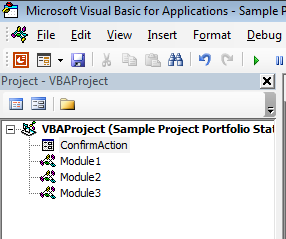 Microsoft Visual Basic for Applications - Sample P
File Edit View Insert Format Debug
Project - VBAProject
VBAProject (Sample Project Portfolio Stat
ConfirmAction
Module1
Module2
Module3